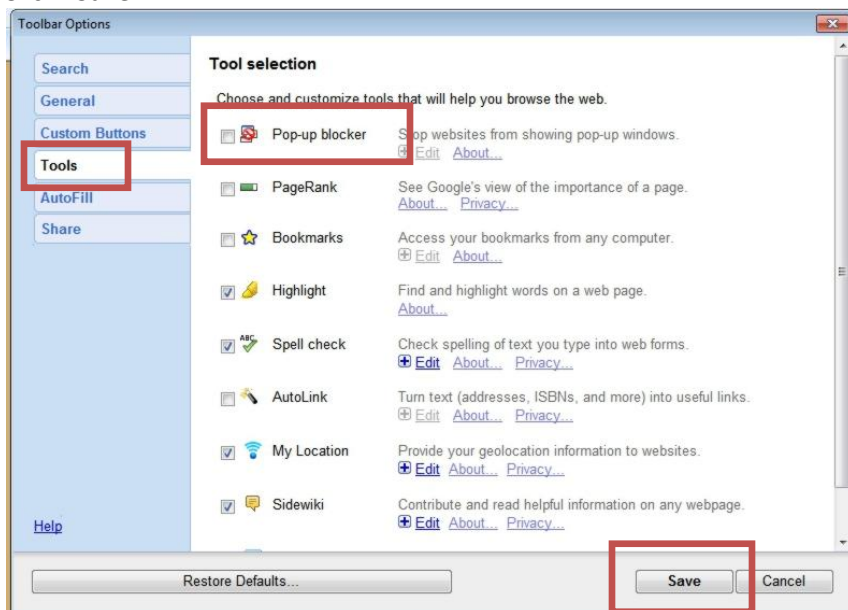 Toolbar Options
Search
General
Custom Buttons
Tools
AutoFill
Share
Help
Tool selection
Choose and customize tools that will help you browse the web.
Pop-up blocker Stop websites from showing pop-up windows.
Edit About...
PageRank See Google's view of the importance of a page.
About... Privacy...
Bookmarks Access your bookmarks from any computer.
Edit About...
Highlight Find and highlight words on a web page.
About...
ABC Spell check Check spelling of text you type into web forms.
Edit About... Privacy...
AutoLink Turn text (addresses, ISBNs, and more) into useful links.
Edit About... Privacy...
My Location Provide your geolocation information to websites.
Edit About... Privacy...
Sidewiki Contribute and read helpful information on any webpage.
Edit About... Privacy...
Restore Defaults... Save Cancel